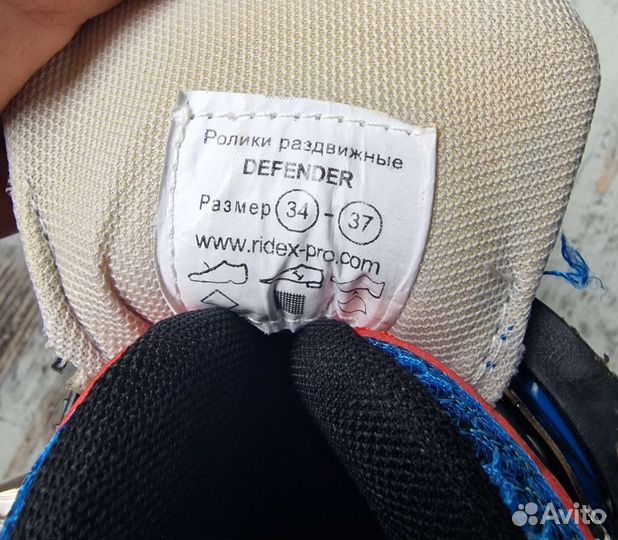 Ролики раздвижные
DEFENDER
Размер 34 - 37
www.ridex-pro.com
Avito